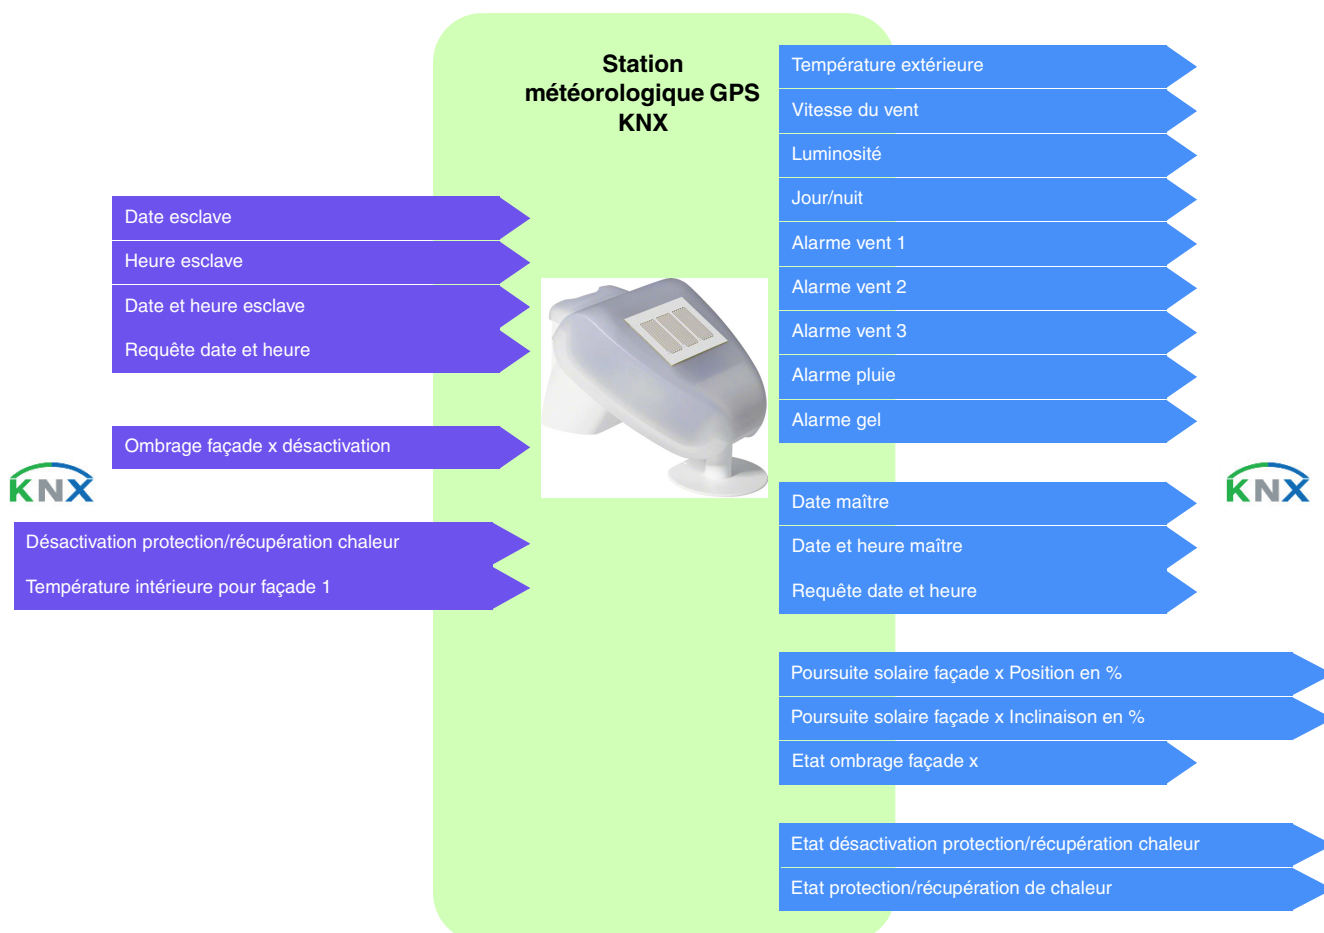 Station
météorologique GPS
KNX
Date esclave
Heure esclave
Date et heure esclave
Requête date et heure
Ombrage façade x désactivation
KNX
Désactivation protection/récupération chaleur
Température intérieure pour façade 1
Température extérieure
Vitesse du vent
Luminosité
Jour/nuit
Alarme vent 1
Alarme vent 2
Alarme vent 3
Alarme pluie
Alarme gel
KNX
Date maître
Date et heure maître
Requête date et heure
Poursuite solaire façade x Position en %
Poursuite solaire façade x Inclinaison en %
Etat ombrage façade x
Etat désactivation protection/récupération chaleur
Etat protection/récupération de chaleur